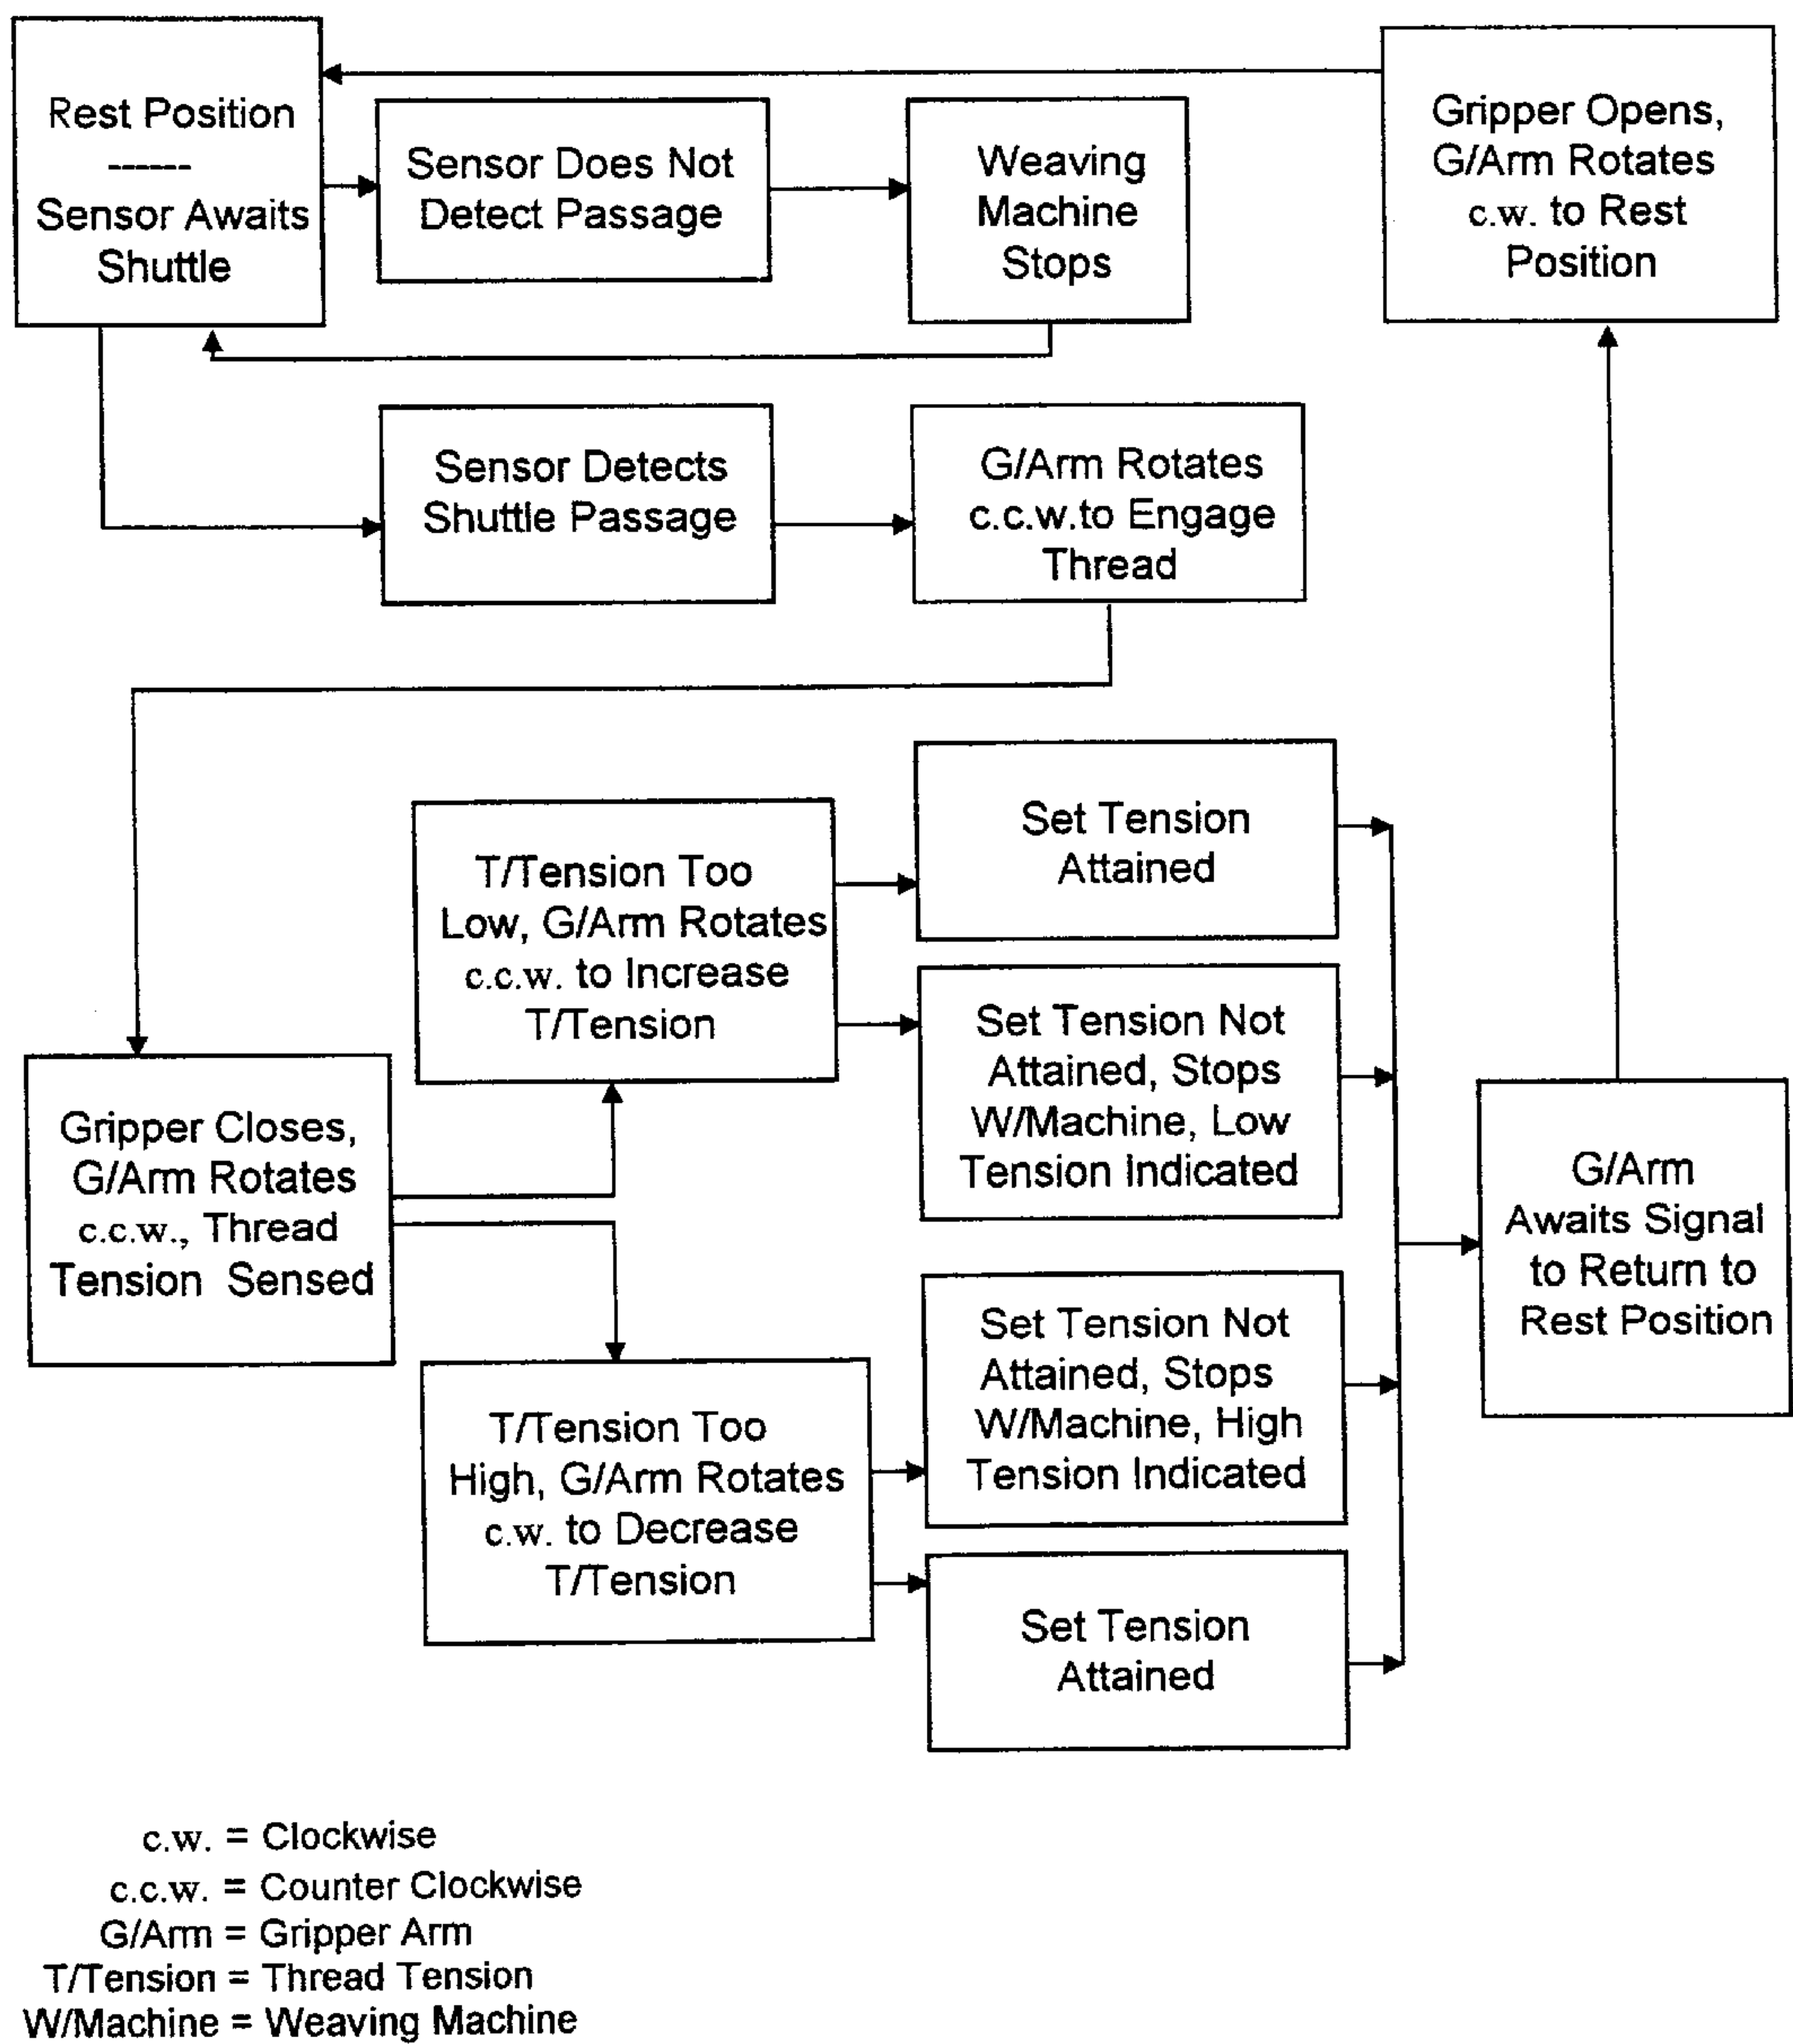 Rest Position
------
Sensor Awaits
Shuttle
Sensor Does Not
Detect Passage
Weaving
Machine
Stops
Gripper Opens,
G/Arm Rotates
c.w. to Rest
Position
Sensor Detects
Shuttle Passage
G/Arm Rotates
c.c.w.to Engage
Thread
Gripper Closes,
G/Arm Rotates
c.c.w., Thread
Tension Sensed
T/Tension Too
Low, G/Arm Rotates
c.c.w. to Increase
T/Tension
Set Tension
Attained
Set Tension Not
Attained, Stops
W/Machine, Low
Tension Indicated
T/Tension Too
High, G/Arm Rotates
c.w. to Decrease
T/Tension
Set Tension Not
Attained, Stops
W/Machine, High
Tension Indicated
Set Tension
Attained
G/Arm
Awaits Signal
to Return to
Rest Position
c.w. = Clockwise
c.c.w. = Counter Clockwise
G/Arm = Gripper Arm
T/Tension = Thread Tension
W/Machine = Weaving Machine